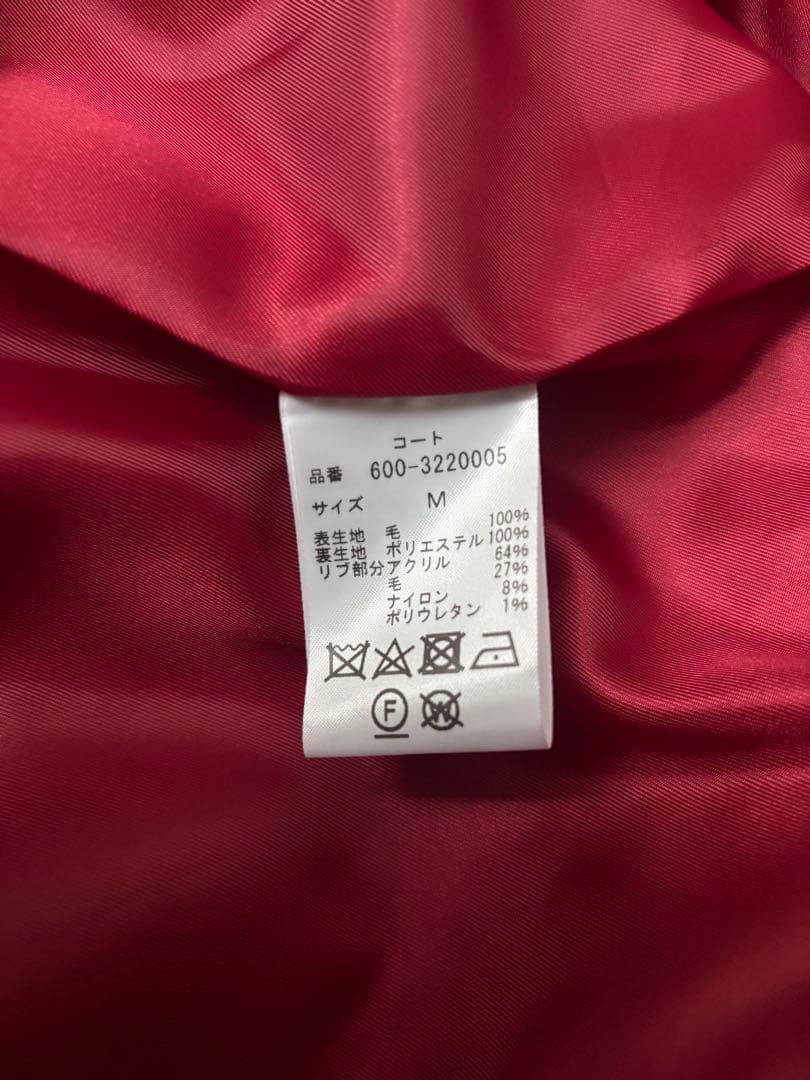 コート
品番 600-3220005
サイズ M
表生地 毛 100%
裏生地 ポリエステル 100%
リブ部分 アクリル 64%
毛 27%
ナイロン 8%
ポリウレタン 1%
F W